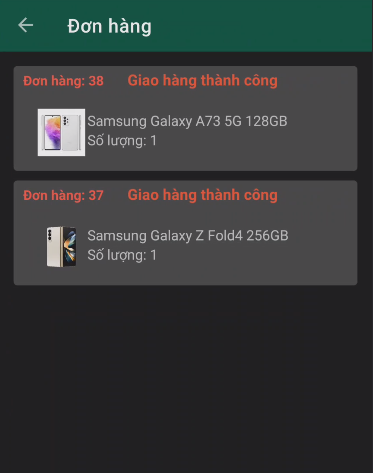 Đơn hàng
Đơn hàng: 38 Giao hàng thành công
Samsung Galaxy A73 5G 128GB
Số lượng: 1
Đơn hàng: 37 Giao hàng thành công
Samsung Galaxy Z Fold4 256GB
Số lượng: 1